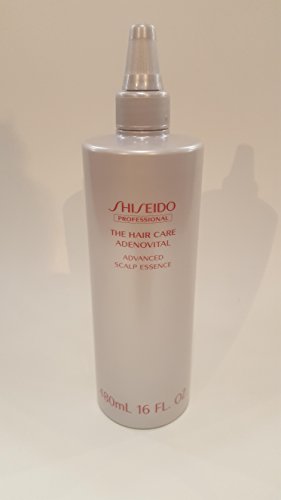 SHISEIDO
PROFESSIONAL
THE HAIR CARE
ADENOVITAL
ADVANCED
SCALP ESSENCE
480mL 16 FL. OZ.